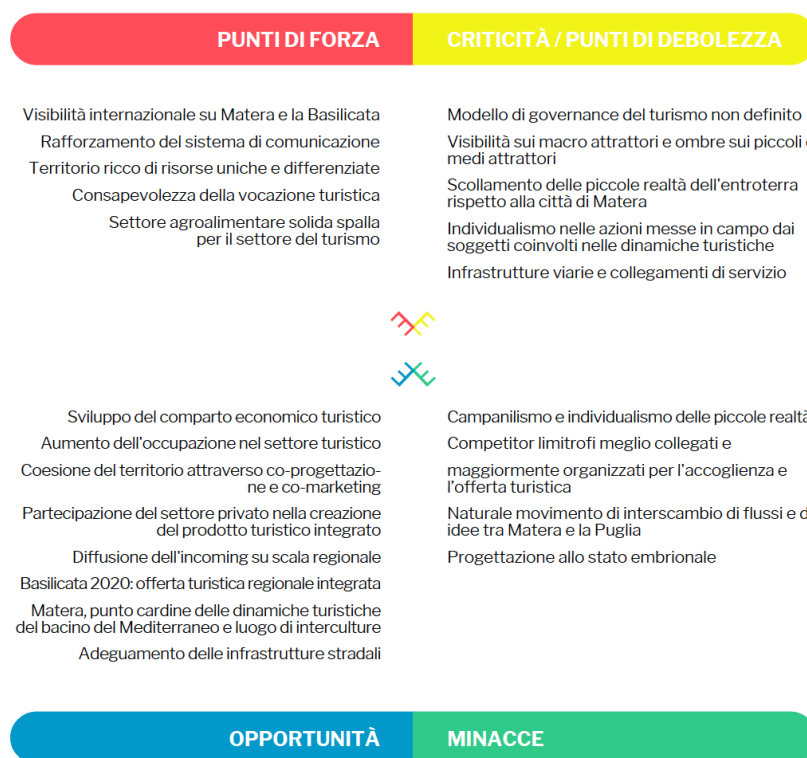 PUNTI DI FORZA
CRITICITÀ / PUNTI DI DEBOLEZZA
Visibilità internazionale su Matera e la Basilicata
Rafforzamento del sistema di comunicazione
Territorio ricco di risorse uniche e differenziate
Consapevolezza della vocazione turistica
Settore agroalimentare solida spalla
per il settore del turismo
Modello di governance del turismo non definito
Visibilità sui macro attrattori e ombre sui piccoli
medi attrattori
Scollamento delle piccole realtà dell'entroterra
rispetto alla città di Matera
Individualismo nelle azioni messe in campo dai
soggetti coinvolti nelle dinamiche turistiche
Infrastrutture viarie e collegamenti di servizio
Sviluppo del comparto economico turistico
Aumento dell'occupazione nel settore turistico
Coesione del territorio attraverso co-progettazio-
ne e co-marketing
Partecipazione del settore privato nella creazione
del prodotto turistico integrato
Diffusione dell'incoming su scala regionale
Basilicata 2020: offerta turistica regionale integrata
Matera, punto cardine delle dinamiche turistiche
del bacino del Mediterraneo e luogo di interculture
Adeguamento delle infrastrutture stradali
Campanilismo e individualismo delle piccole realtà
Competitor limitrofi meglio collegati e
maggiormente organizzati per l'accoglienza e
l'offerta turistica
Naturale movimento di interscambio di flussi e
idee tra Matera e la Puglia
Progettazione allo stato embrionale
OPPORTUNITÀ
MINACCE